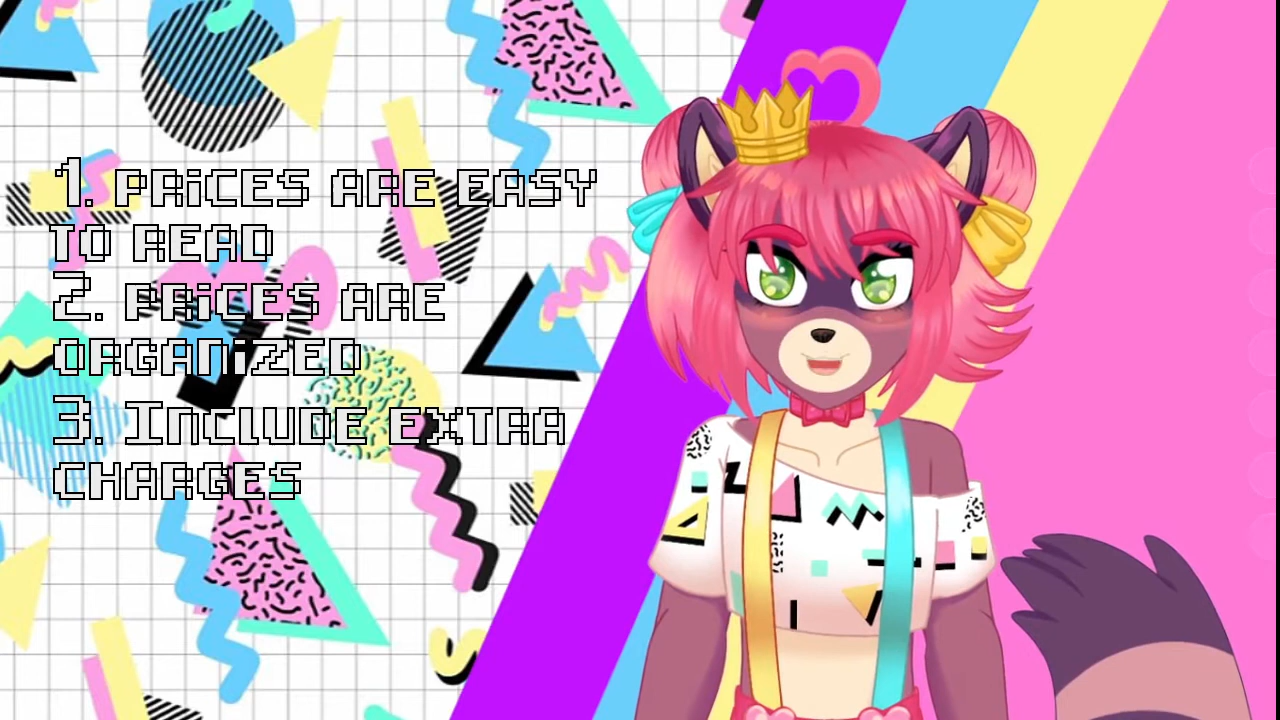 1. PRiCES ARE EASY
TO READ
2. PRiCES ARE
ORGANiZED
3. INCLUDE EXTRA
CHARGES